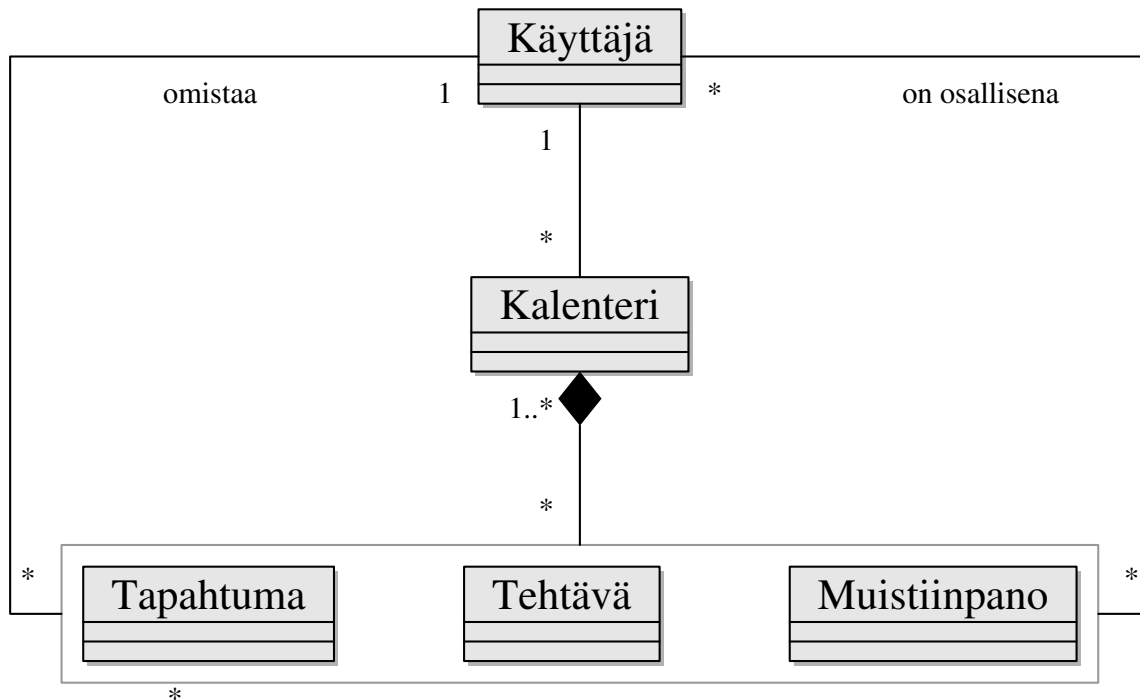 Käyttäjä
omistaa 1 * on osallisena
1
*
Kalenteri
1..*
*
* *
Tapahtuma Tehtävä Muistiinpano
*